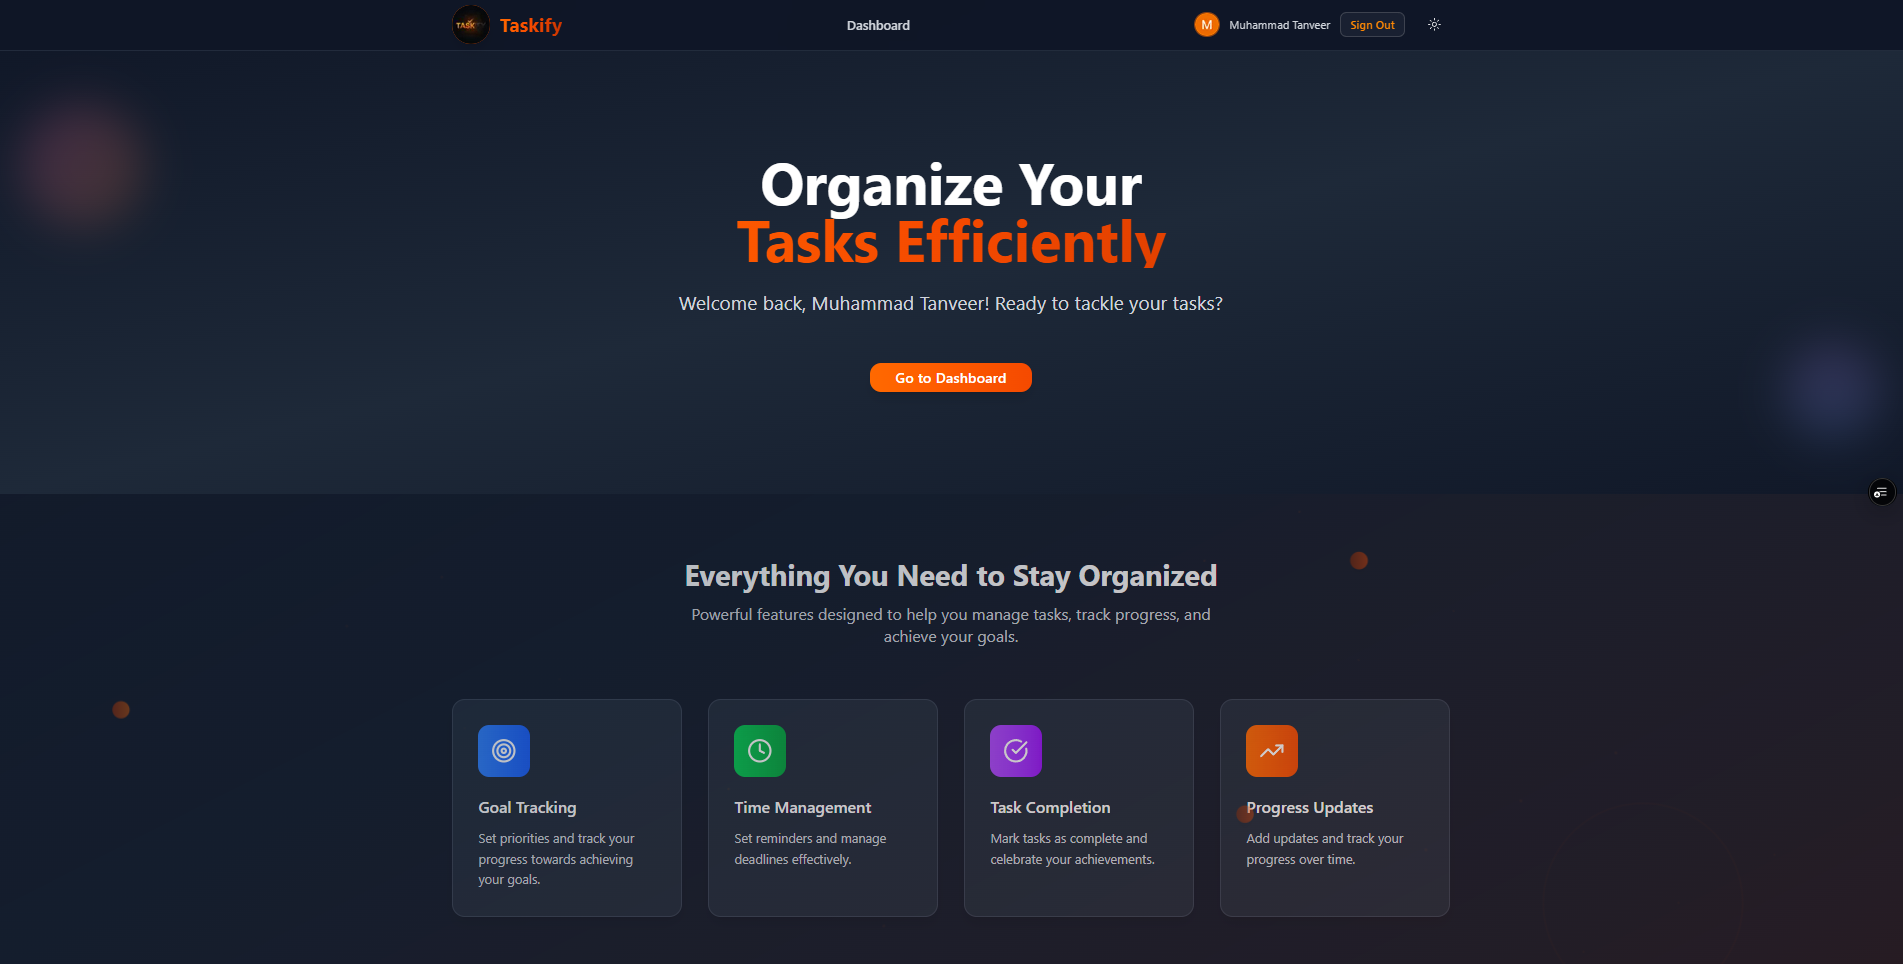 TASK
Taskify
Dashboard
M
Muhammad Tanveer
Sign Out
Organize Your
Tasks Efficiently
Welcome back, Muhammad Tanveer! Ready to tackle your tasks?
Go to Dashboard
Everything You Need to Stay Organized
Powerful features designed to help you manage tasks, track progress, and
achieve your goals.
Goal Tracking
Set priorities and track your
progress towards achieving
your goals.
Time Management
Set reminders and manage
deadlines effectively.
Task Completion
Mark tasks as complete and
celebrate your achievements.
Progress Updates
Add updates and track your
progress over time.